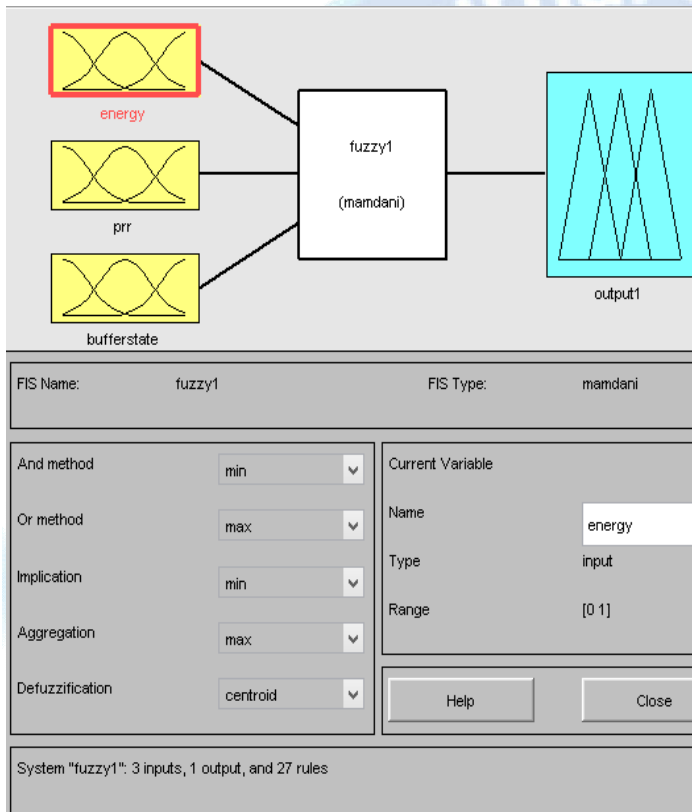 energy
fuzzy1
(mamdani)
prr
output1
bufferstate
FIS Name: fuzzy1 FIS Type: mamdani
And method min
Or method max
Implication min
Aggregation max
Defuzzification centroid
Current Variable
Name energy
Type input
Range [0 1]
Help Close
System "fuzzy1": 3 inputs, 1 output, and 27 rules